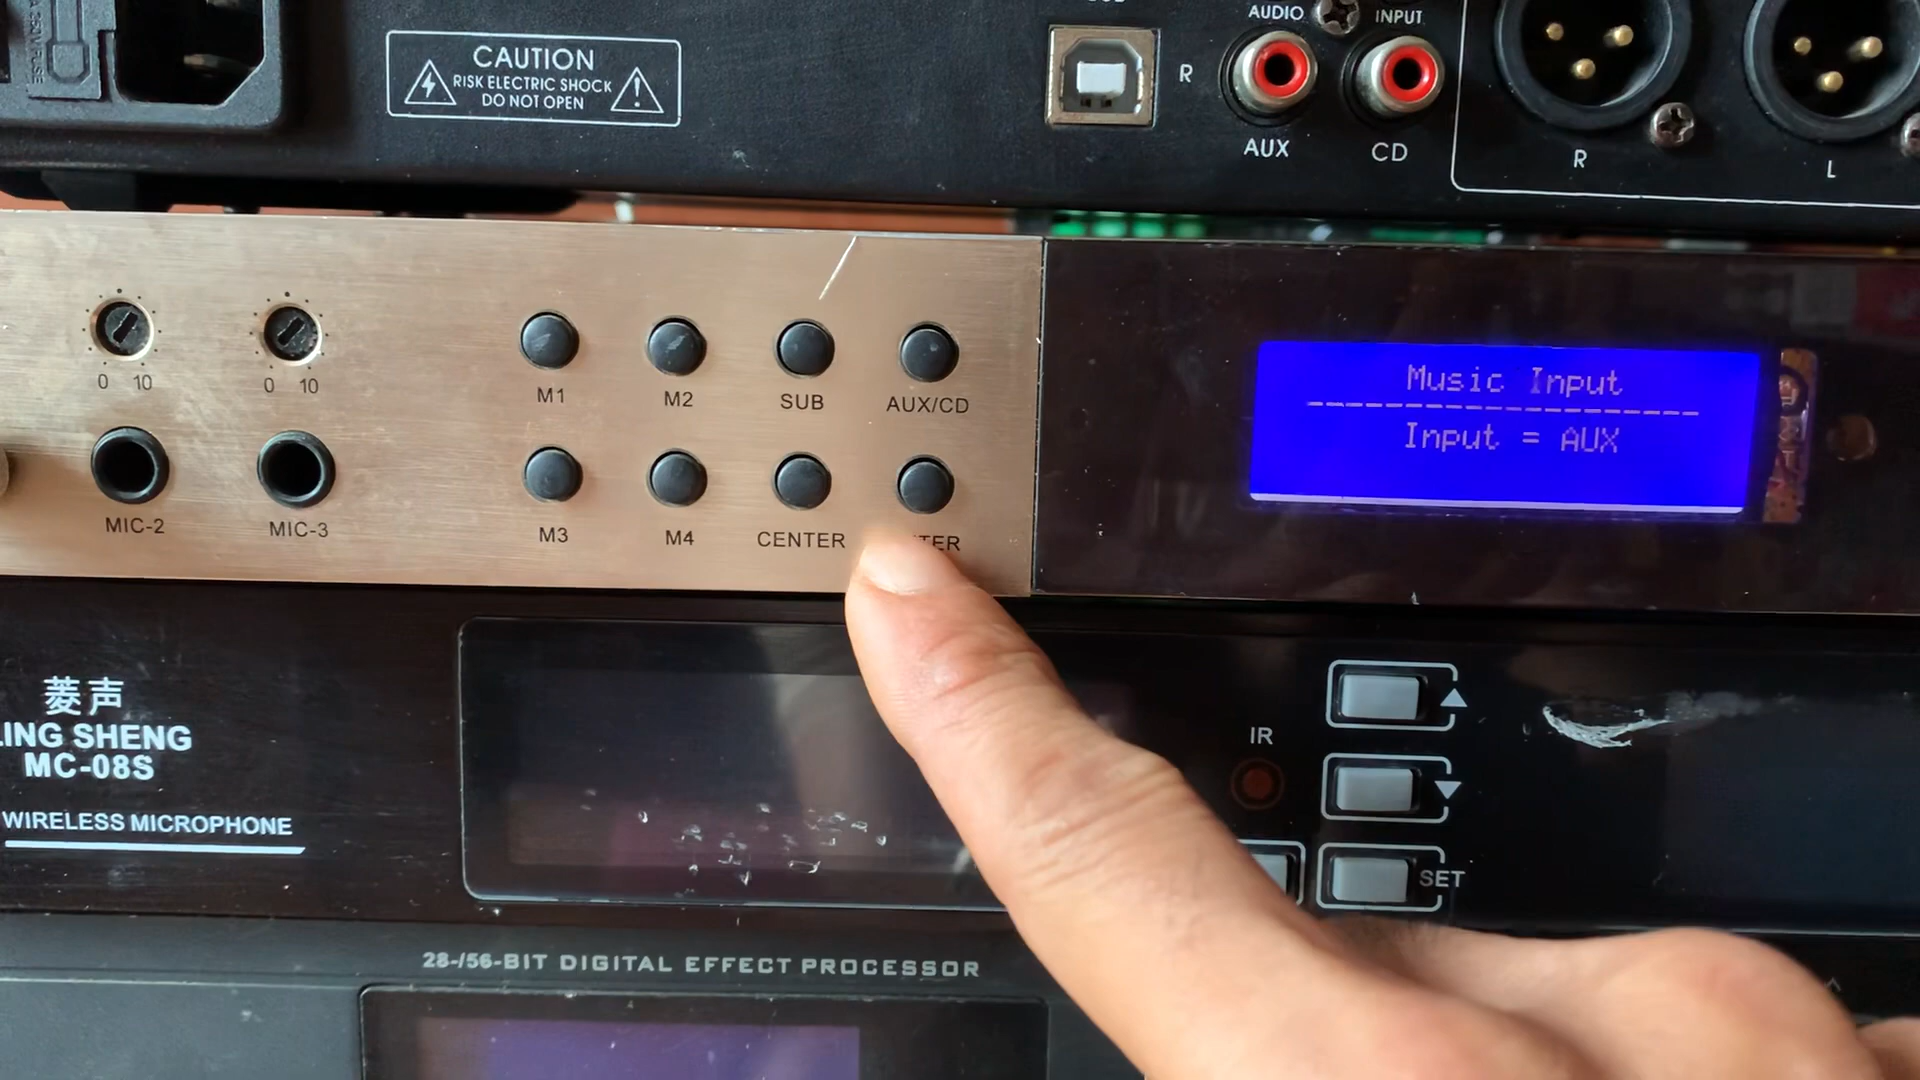 CAUTION
RISK ELECTRIC SHOCK
DO NOT OPEN
AUDIO INPUT
R
AUX
CD
R
L
0 10
0 10
M1
M2
SUB
AUX/CD
MIC-2
MIC-3
M3
M4
CENTER
Music Input
Input = AUX
菱声
LING SHENG
MC-08S
WIRELESS MICROPHONE
IR
SET
28-/56-BIT DIGITAL EFFECT PROCESSOR